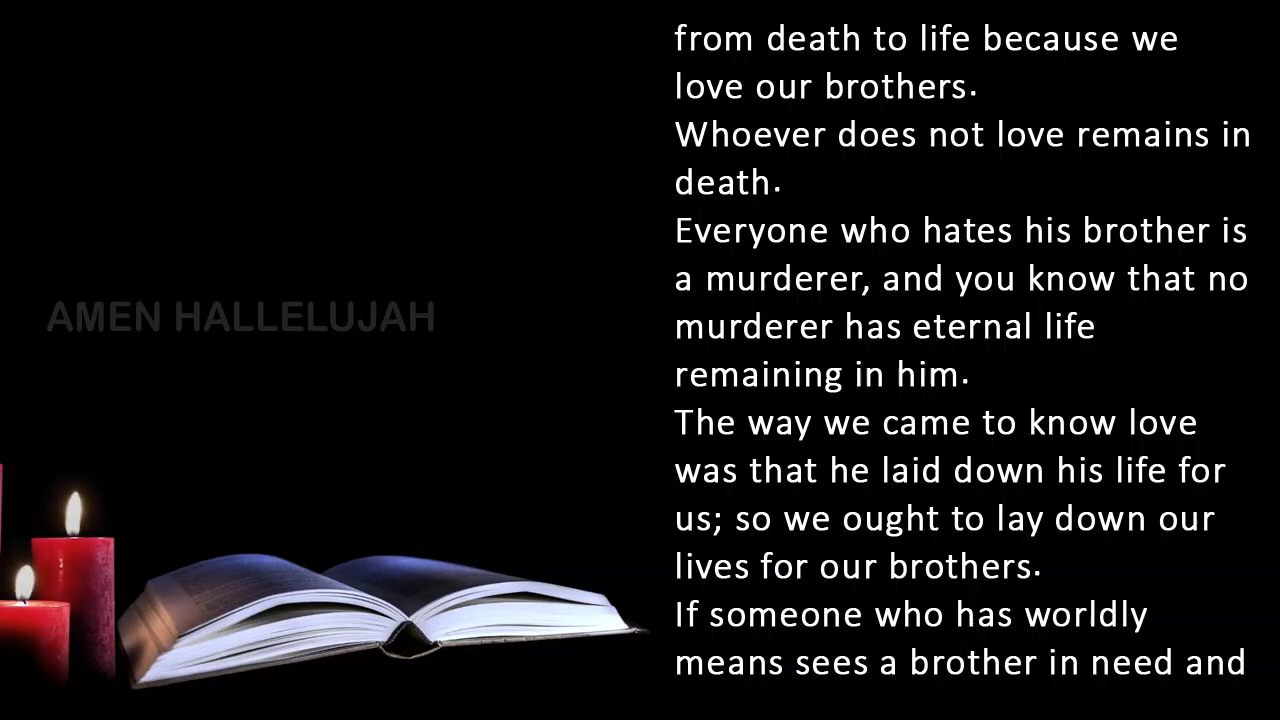 from death to life because we
love our brothers.
Whoever does not love remains in
death.
Everyone who hates his brother is
a murderer, and you know that no
murderer has eternal life
remaining in him.
The way we came to know love
was that he laid down his life for
us; so we ought to lay down our
lives for our brothers.
If someone who has worldly
means sees a brother in need and
AMEN HALLELUJAH